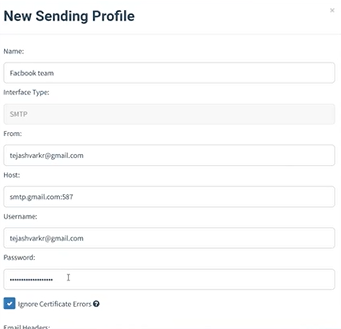 New Sending Profile
×
Name:
Facbook team
Interface Type:
SMTP
From:
tejashvarkr@gmail.com
Host:
smtp.gmail.com:587
Username:
tejashvarkr@gmail.com
Password:
•••••••••••••••••••
Ignore Certificate Errors
Email Headers: